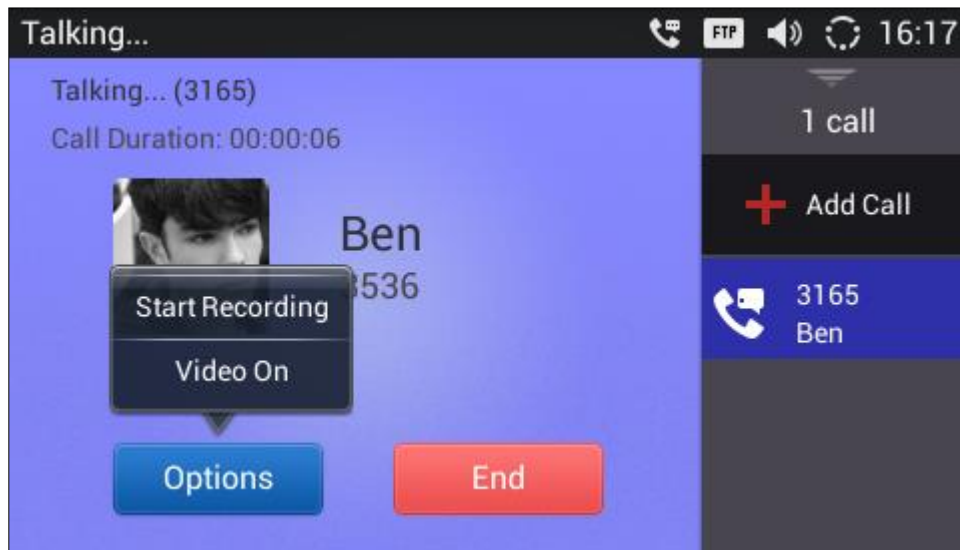 Talking...
FTP
16:17
Talking... (3165)
Call Duration: 00:00:06
Ben
3536
Start Recording
Video On
Options
End
1 call
Add Call
3165
Ben